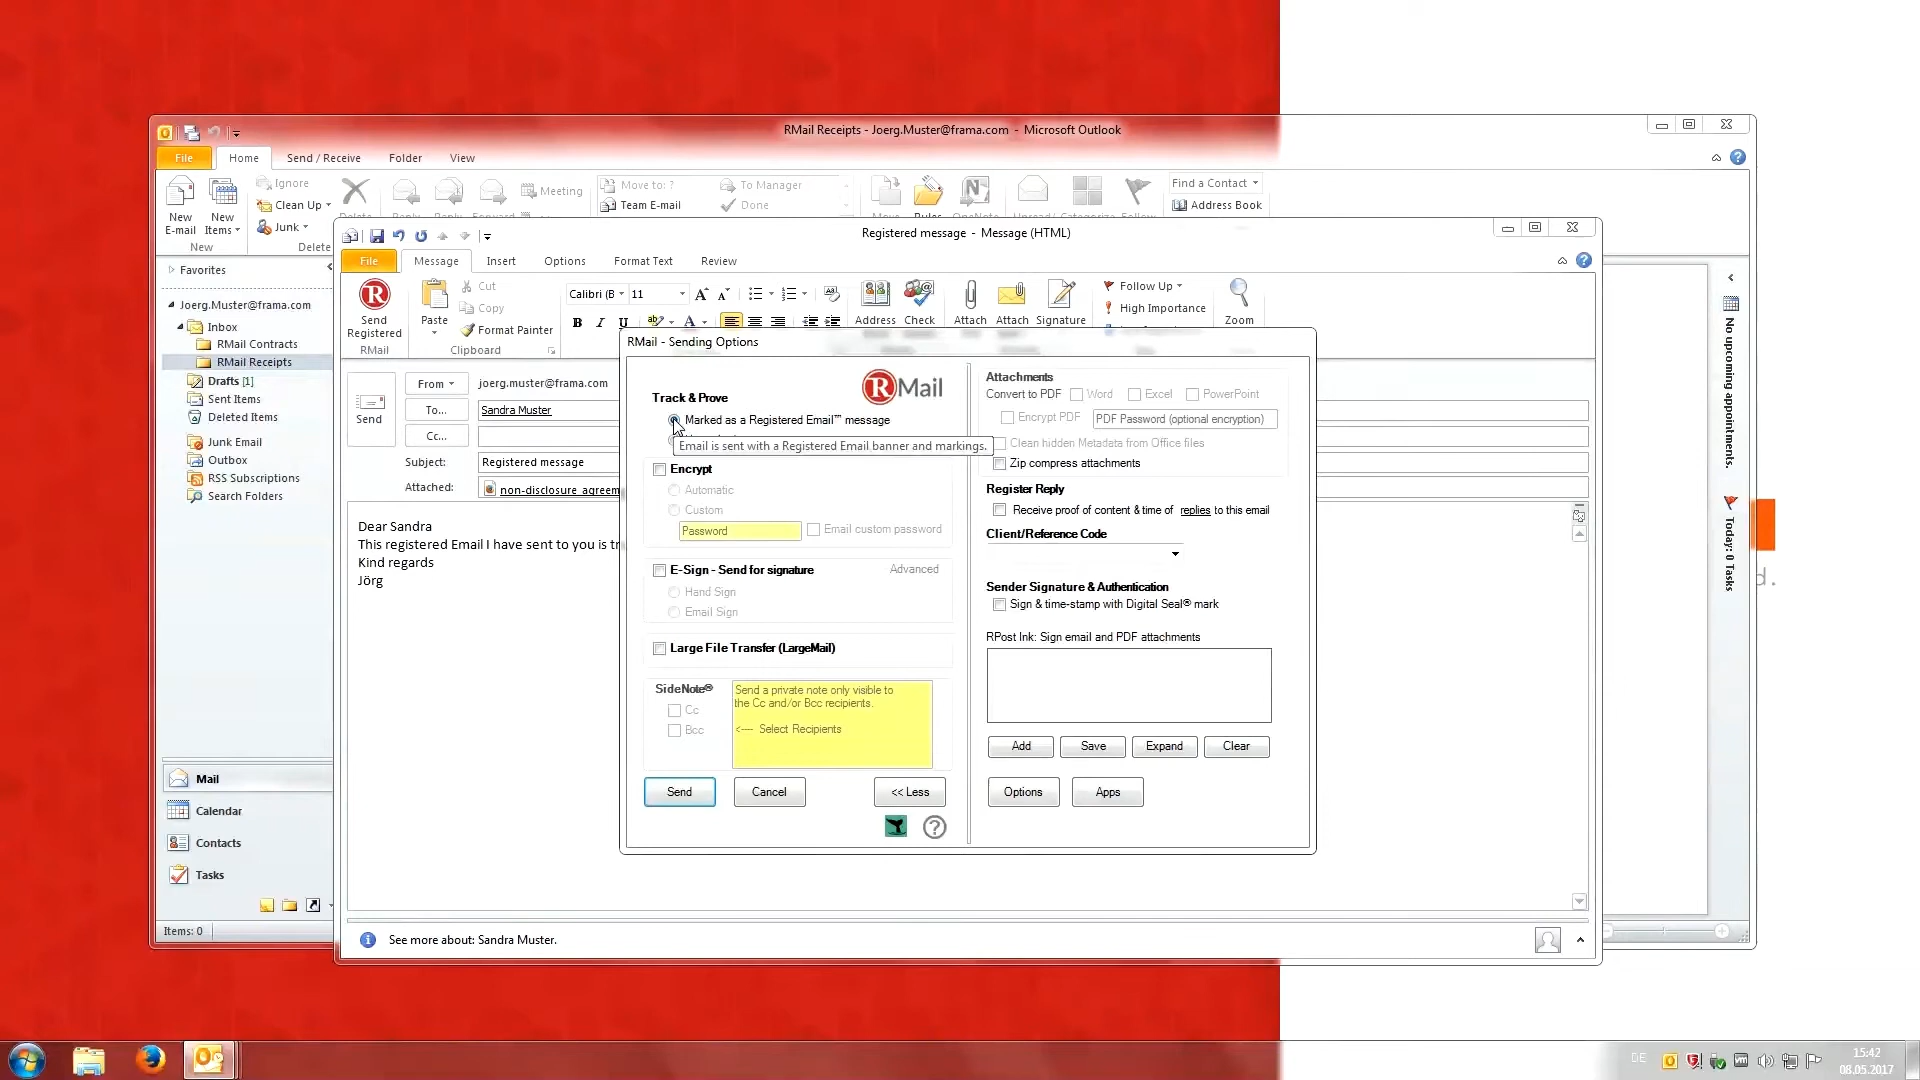 RMail Receipts - Joerg.Muster@frama.com - Microsoft Outlook
File Home Send / Receive Folder View
New E-mail
New Items
New
Ignore
Clean Up
Junk
Delete
Meeting
Move to: ?
Team E-mail
To Manager
Done
Find a Contact
Address Book
Favorites
Joerg.Muster@frama.com
Inbox
RMail Contracts
RMail Receipts
Drafts [1]
Sent Items
Deleted Items
Junk Email
Outbox
RSS Subscriptions
Search Folders
Mail
Calendar
Contacts
Tasks
Items: 0
No upcoming appointments.
Today: 0 Tasks
d.
Registered message - Message (HTML)
File Message Insert Options Format Text Review
Send Registered
RMail
Paste
Cut
Copy
Format Painter
Clipboard
Calibri (B 11
B I U
Address
Check
Attach
Attach
Signature
Follow Up
High Importance
Zoom
Send
From joerg.muster@frama.com
To... Sandra Muster
Cc...
Subject: Registered message
Attached: non-disclosure agreem
Dear Sandra
This registered Email I have sent to you is tr
Kind regards
Jörg
See more about: Sandra Muster.
RMail - Sending Options
RMail
Track & Prove
Marked as a Registered Email™ message
Email is sent with a Registered Email banner and markings.
Encrypt
Automatic
Custom
Password Email custom password
E-Sign - Send for signature Advanced
Hand Sign
Email Sign
Large File Transfer (LargeMail)
SideNote®
Cc
Bcc
Send a private note only visible to
the Cc and/or Bcc recipients.
<---- Select Recipients
Send Cancel << Less
?
Attachments
Convert to PDF Word Excel PowerPoint
Encrypt PDF PDF Password (optional encryption)
Clean hidden Metadata from Office files
Zip compress attachments
Register Reply
Receive proof of content & time of replies to this email
Client/Reference Code
Sender Signature & Authentication
Sign & time-stamp with Digital Seal® mark
RPost Ink: Sign email and PDF attachments
Add Save Expand Clear
Options Apps
DE
15:42
08.05.2017